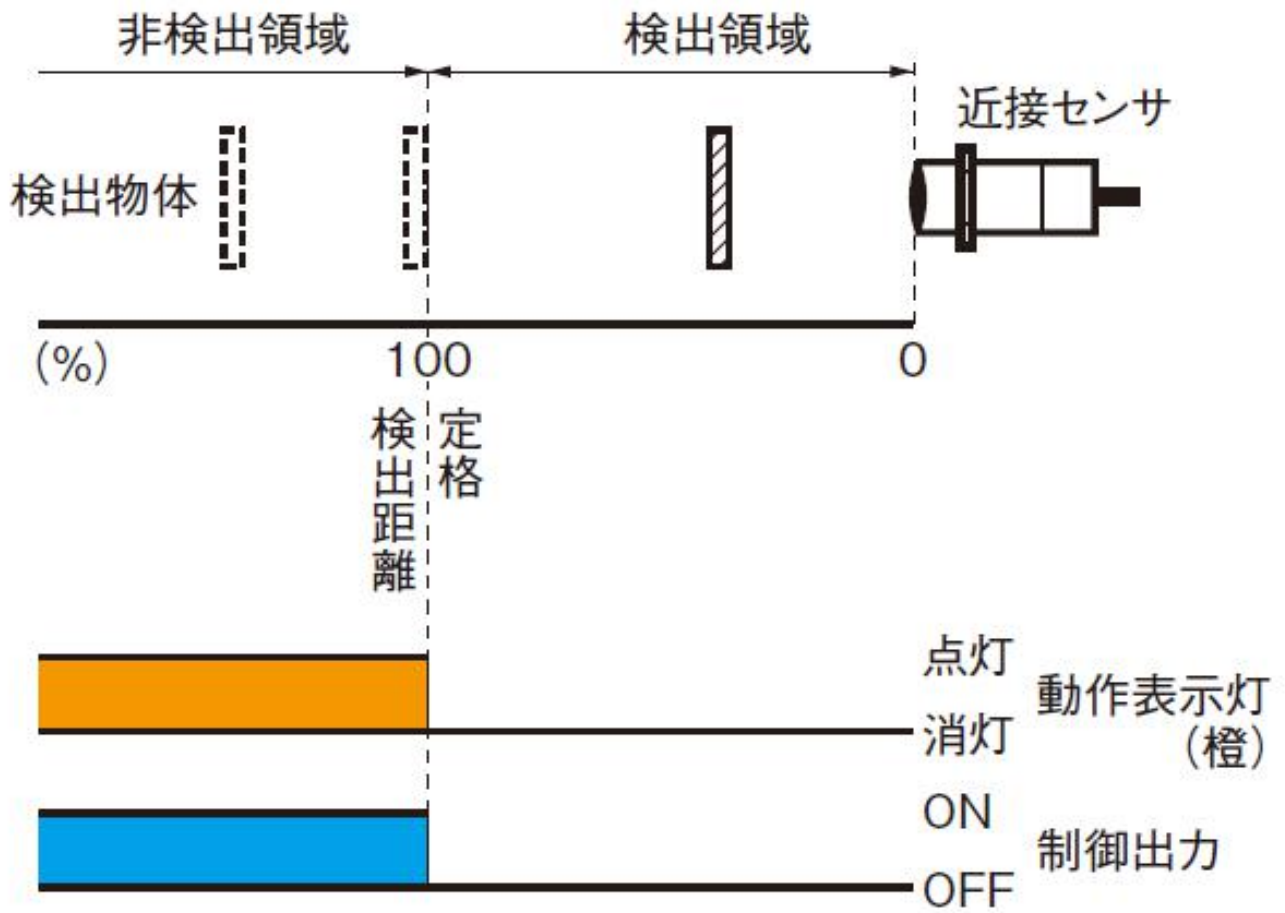 非検出領域
検出領域
近接センサ
検出物体
(%)
100
0
定格
検出距離
点灯
消灯
動作表示灯
(橙)
ON
OFF
制御出力